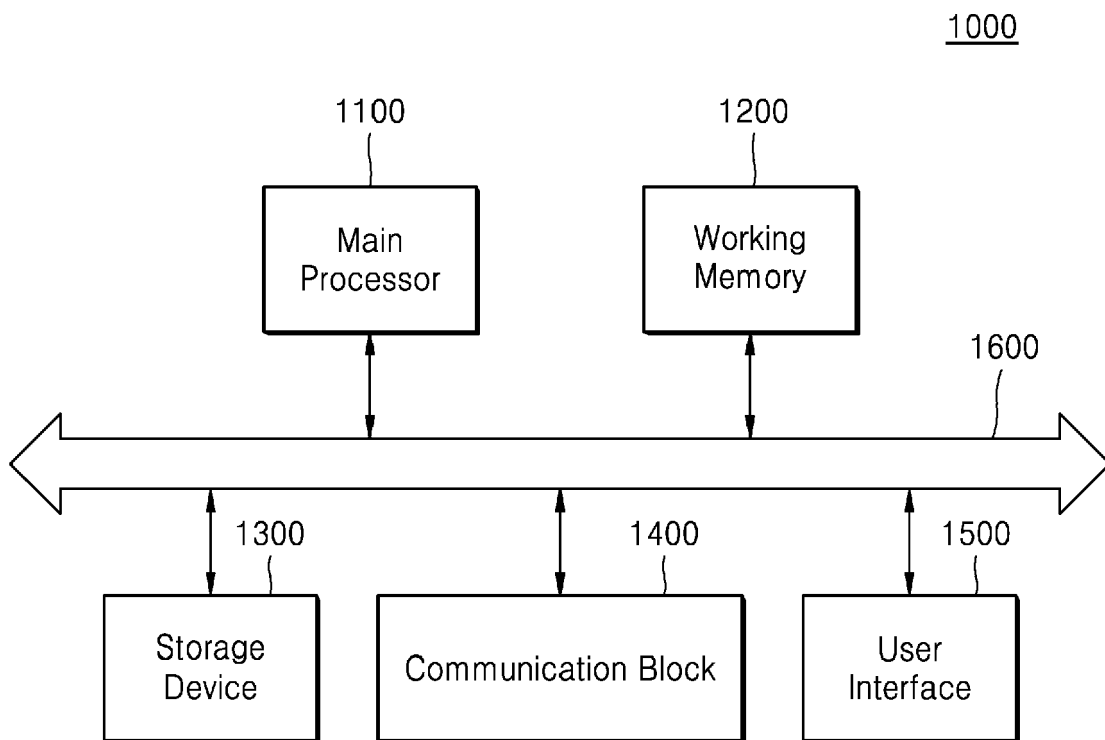 1000
1100
1200
Main
Processor
Working
Memory
1600
1300
1400
1500
Storage
Device
Communication Block
User
Interface